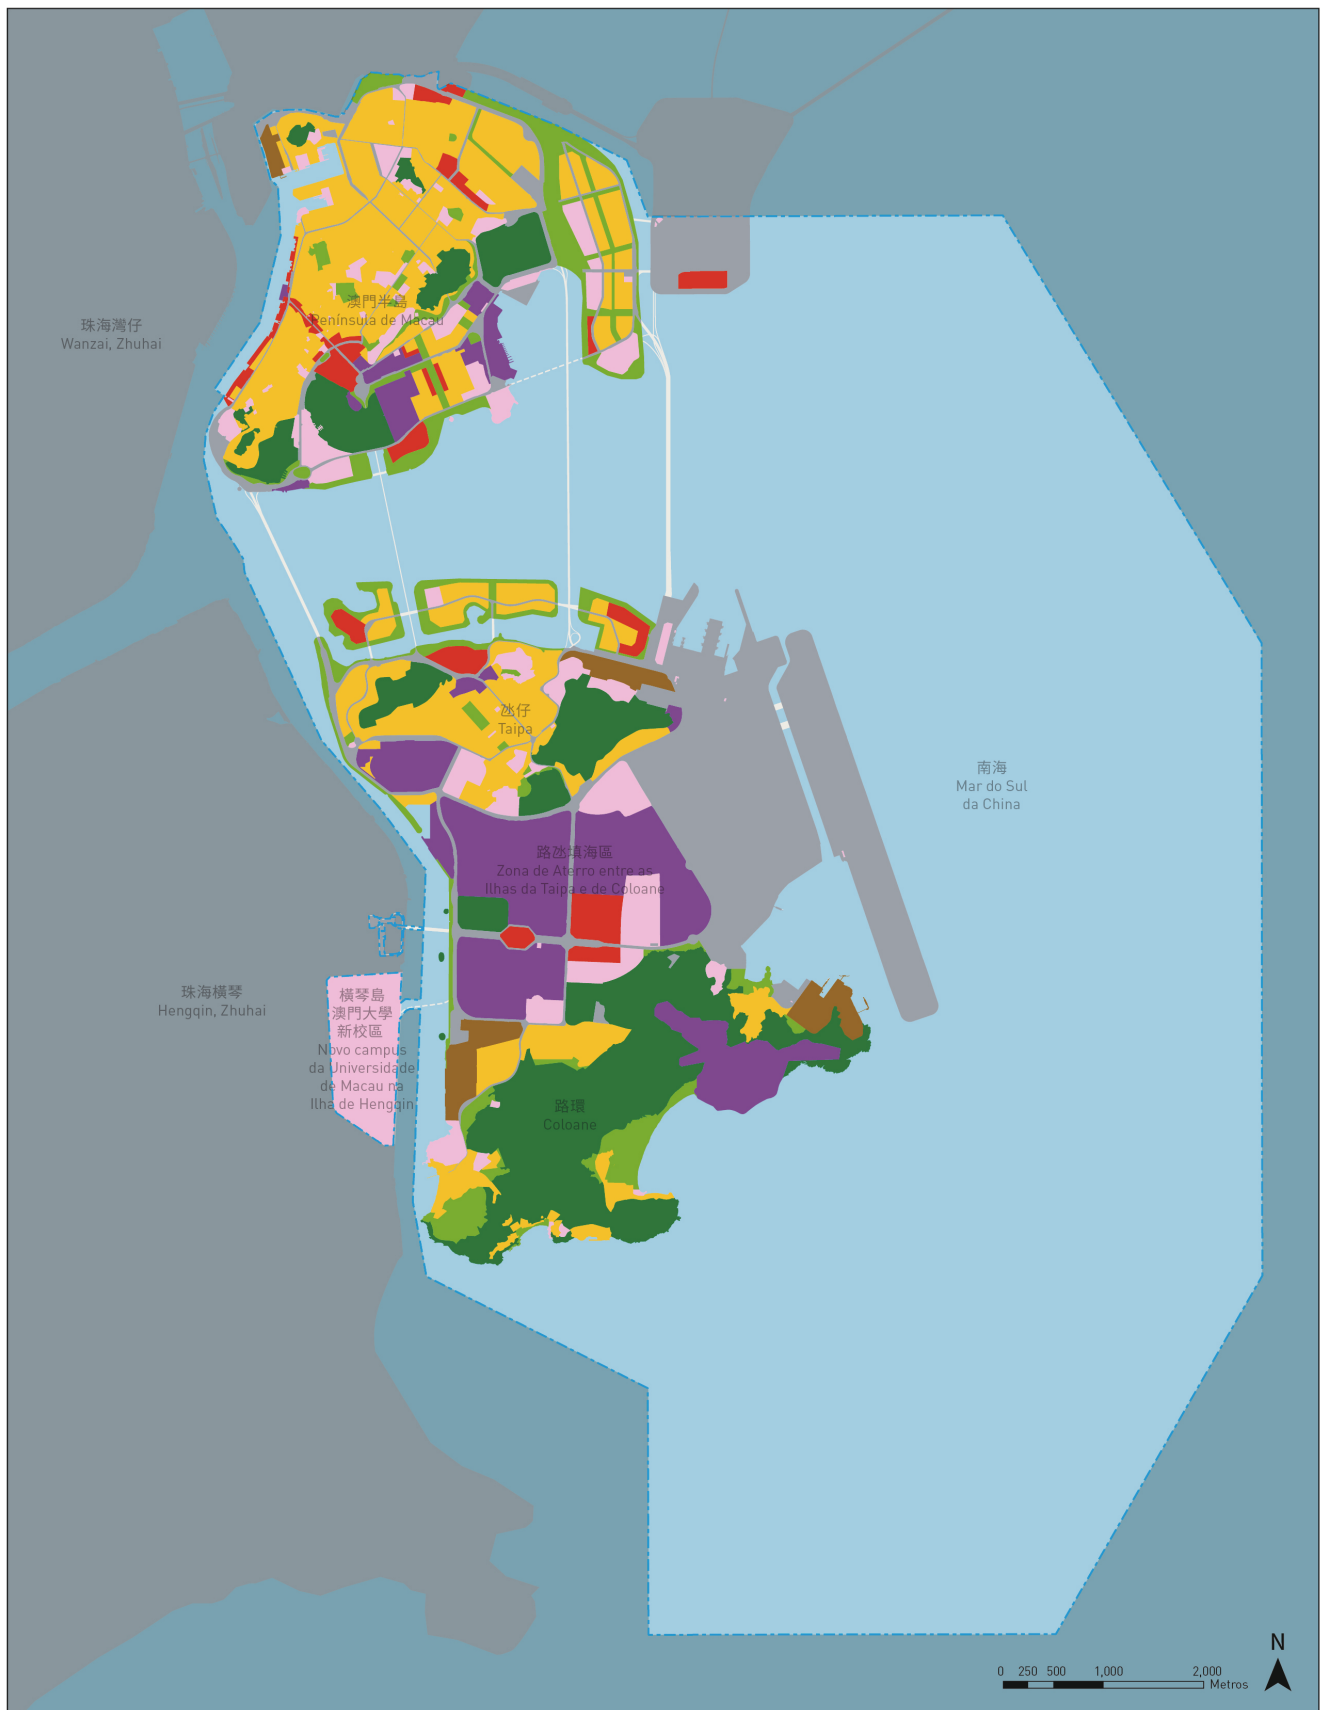 澳門半島
Península de Macau
珠海灣仔
Wanzai, Zhuhai
氹仔
Taipa
南海
Mar do Sul
da China
路氹填海區
Zona de Aterro entre as
Ilhas da Taipa e de Coloane
珠海橫琴
Hengqin, Zhuhai
橫琴島
澳門大學
新校區
Novo campus
da Universidade
de Macau na
Ilha de Hengqin
路環
Coloane
N
0 250 500 1,000 2,000
Metros